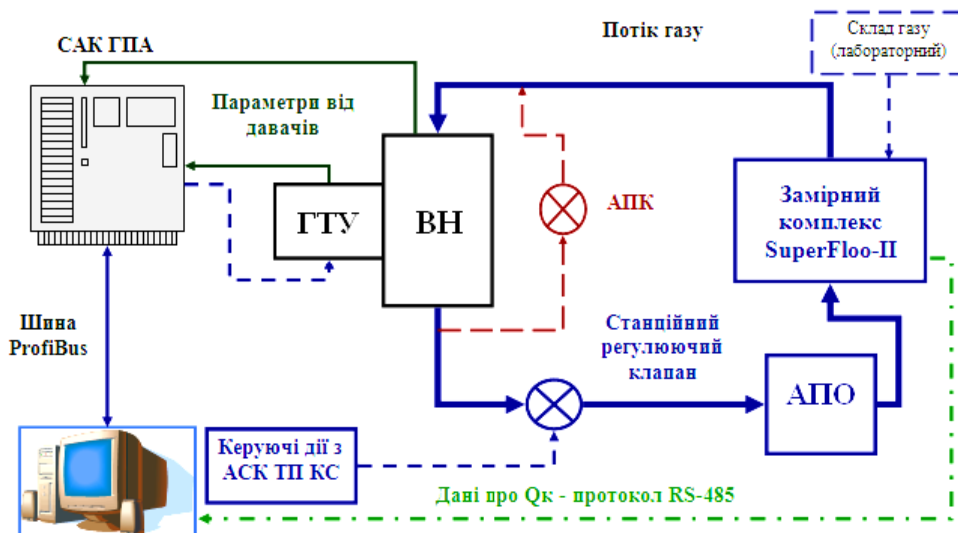 САК ГПА
Потік газу
Склад газу
(лабораторний)
Параметри від
давачів
ГТУ
ВН
АПК
Замірний
комплекс
SuperFloo-II
Шина
ProfiBus
Станційний
регулюючий
клапан
АПО
Керуючі дії з
АСК ТП КС
Дані про Qк - протокол RS-485